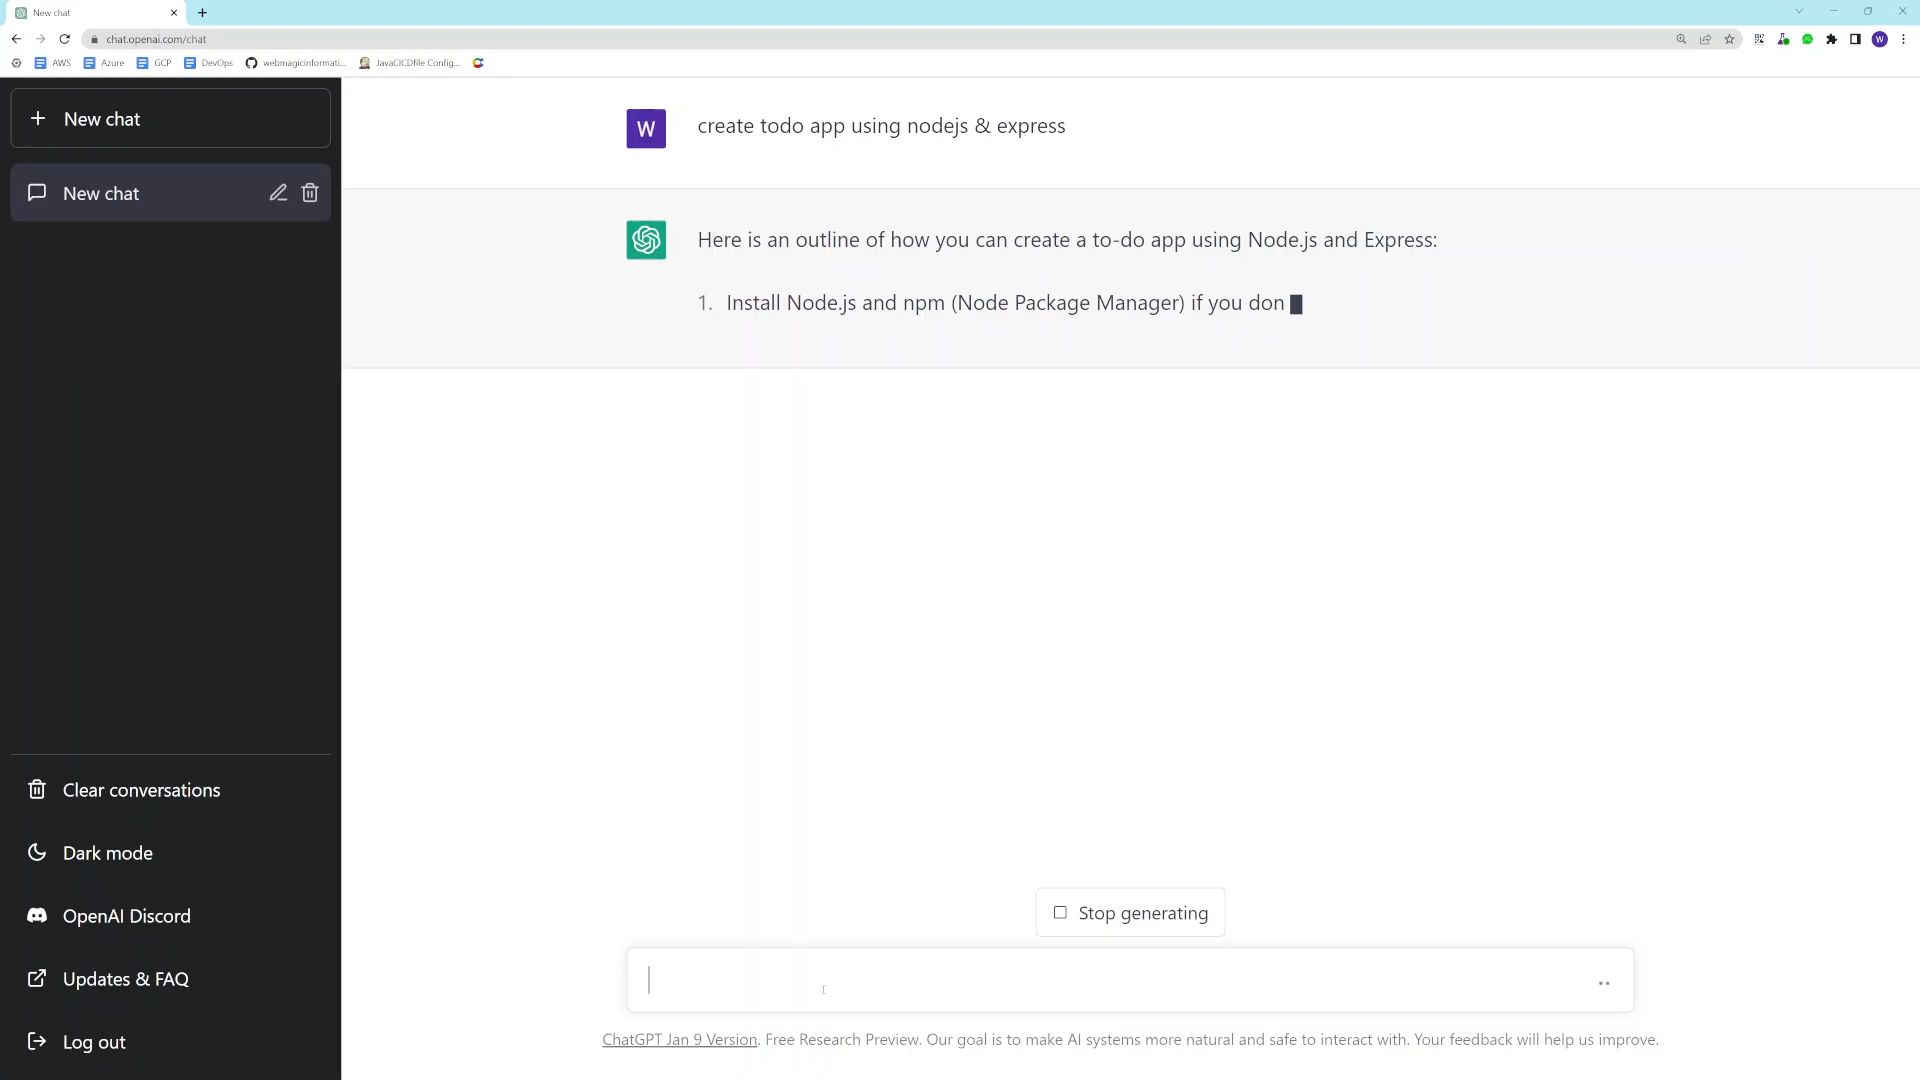 New chat
chat.openai.com/chat
W
AWS
Azure
GCP
DevOps
webmagicinformati...
JavaCICDfile Config...
New chat
New chat
W
create todo app using nodejs & express
Here is an outline of how you can create a to-do app using Node.js and Express:
1. Install Node.js and npm (Node Package Manager) if you don
Clear conversations
Dark mode
OpenAI Discord
Updates & FAQ
Log out
Stop generating
ChatGPT Jan 9 Version. Free Research Preview. Our goal is to make AI systems more natural and safe to interact with. Your feedback will help us improve.